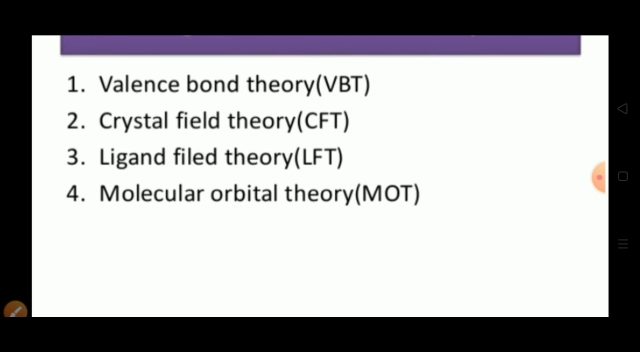 1. Valence bond theory(VBT)
2. Crystal field theory(CFT)
3. Ligand filed theory(LFT)
4. Molecular orbital theory(MOT)